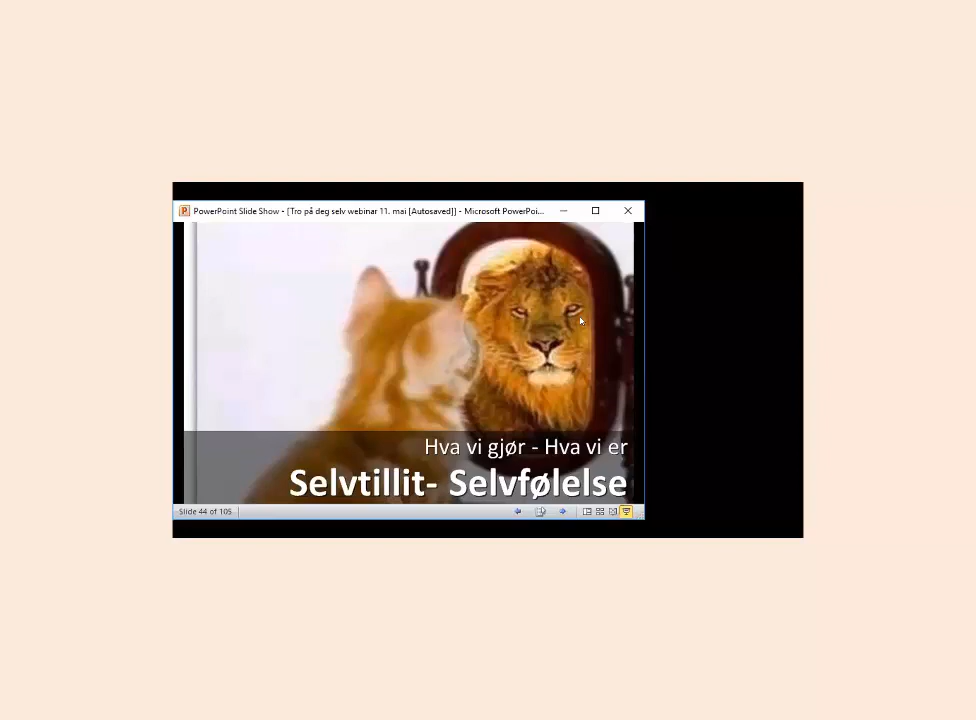 PowerPoint Slide Show - [Tro på deg selv webinar 11. mai [Autosaved]] - Microsoft PowerPoi...
Hva vi gjør - Hva vi er
Selvtillit- Selvfølelse
Slide 44 of 105